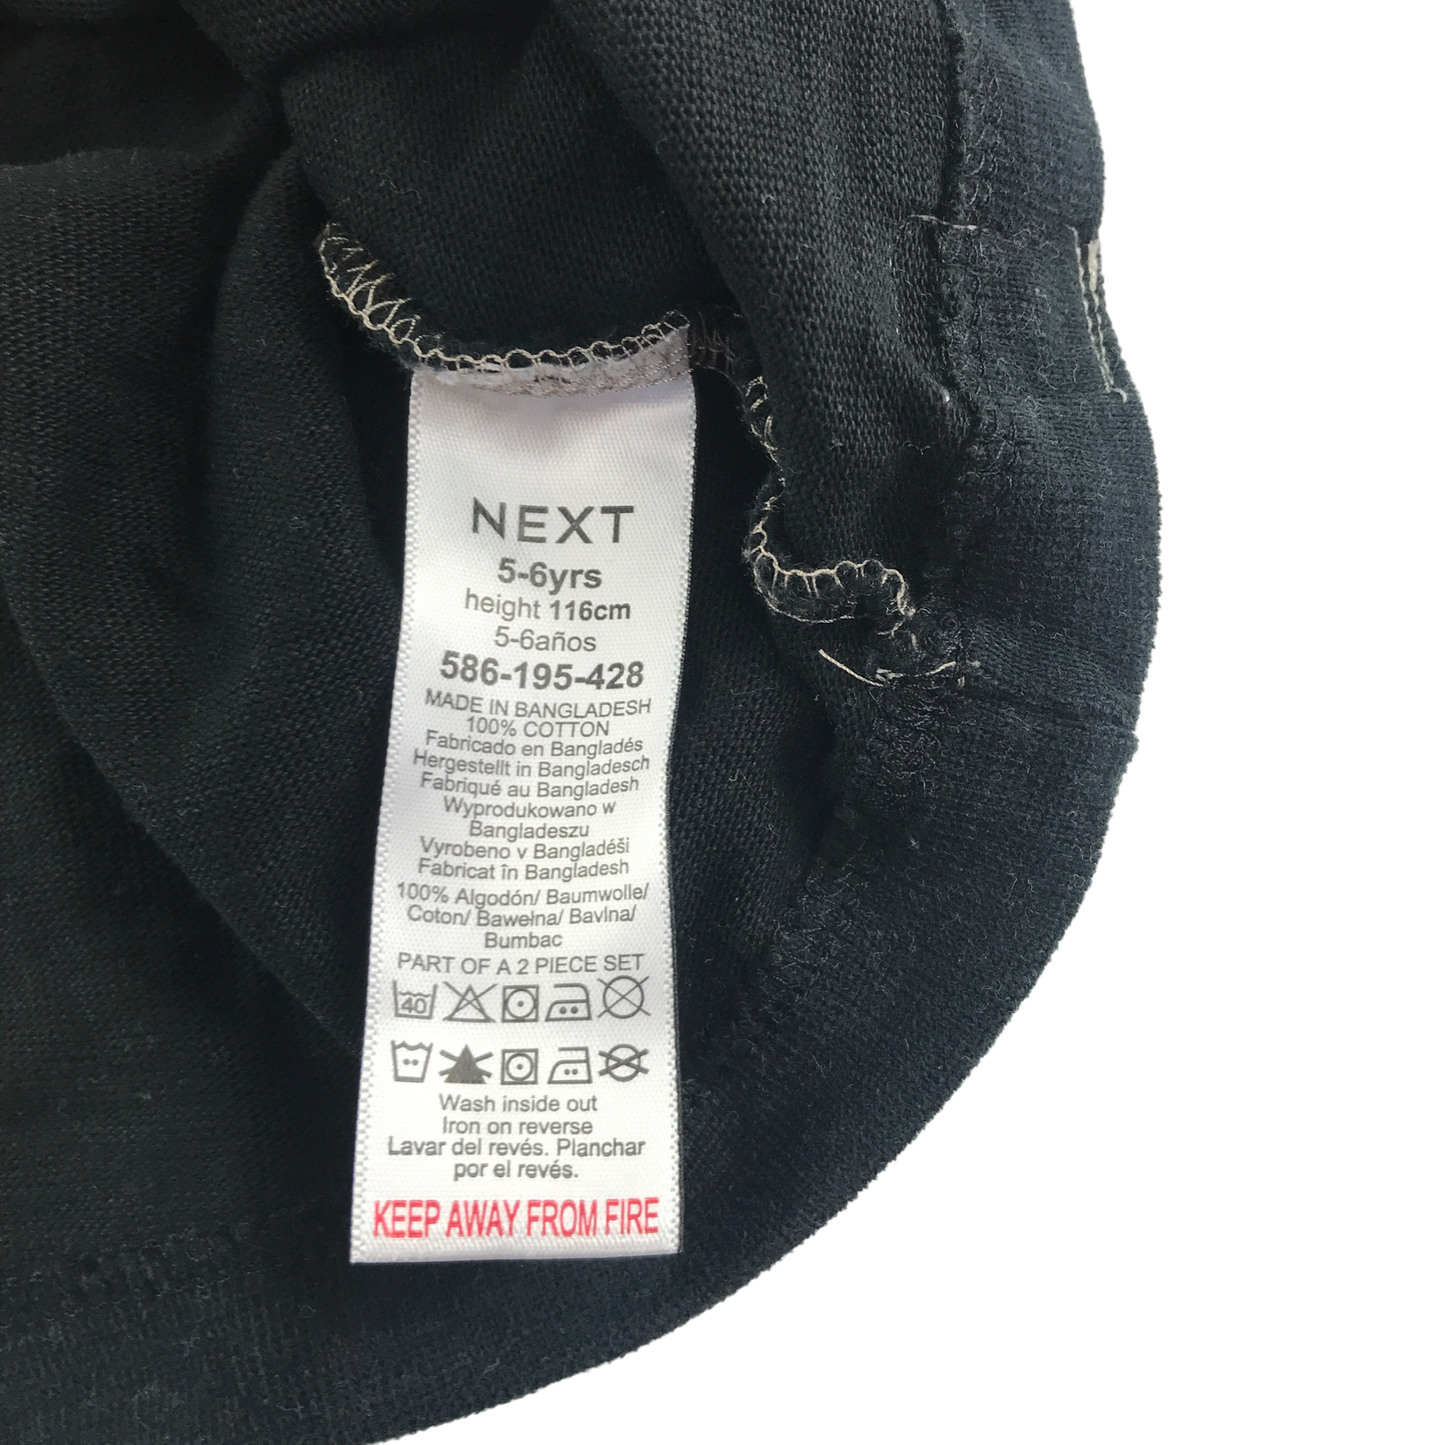 NEXT
5-6yrs
height 116cm
5-6años
586-195-428
MADE IN BANGLADESH
100% COTTON
Fabricado en Bangladés
Hergestellt in Bangladesch
Fabriqué au Bangladesh
Wyprodukowano w
Bangladeszu
Vyrobeno v Bangladéši
Fabricat în Bangladesh
100% Algodón/ Baumwolle/
Coton/ Bawełna/ Bavlna/
Bumbac
PART OF A 2 PIECE SET
40
Wash inside out
Iron on reverse
Lavar del revés. Planchar
por el revés.
KEEP AWAY FROM FIRE